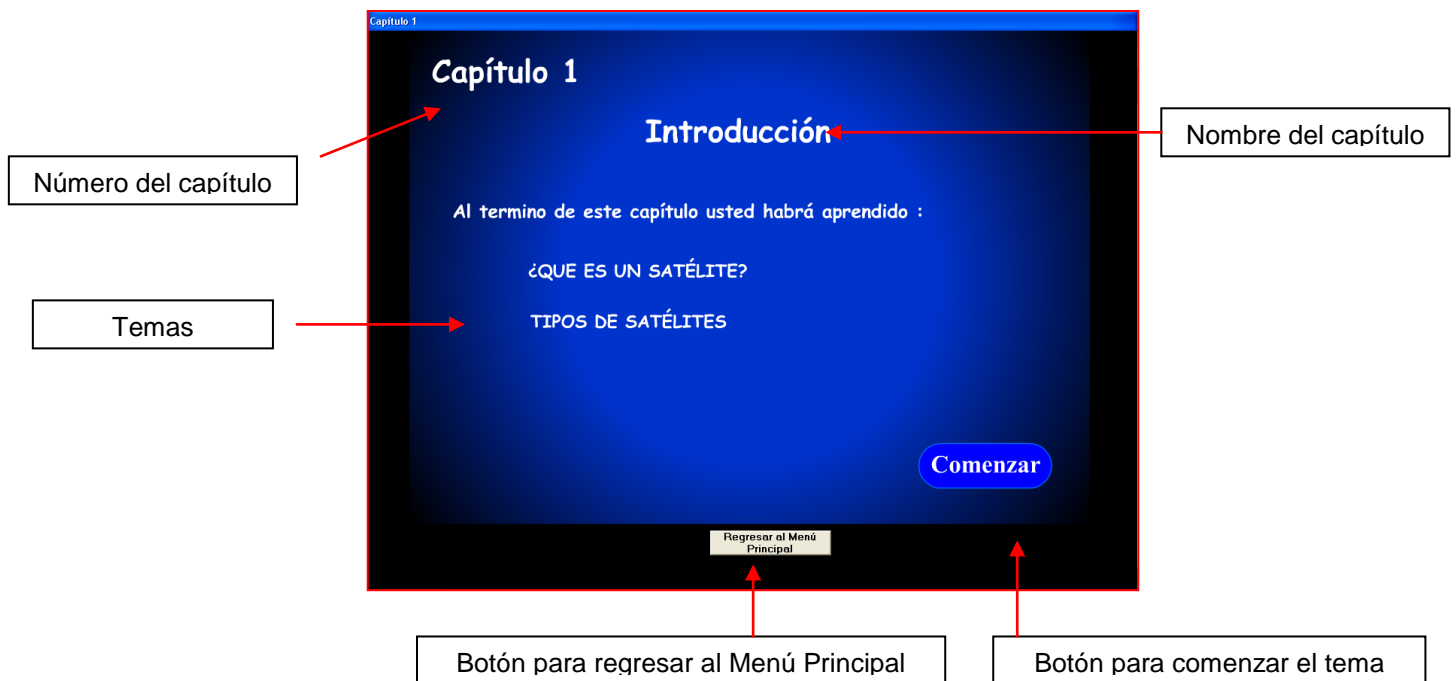 Capítulo 1
Capítulo 1
Introducción
Nombre del capítulo
Número del capítulo
Al termino de este capítulo usted habrá aprendido :
¿QUE ES UN SATÉLITE?
Temas
TIPOS DE SATÉLITES
Comenzar
Regresar al Menú
Principal
Botón para regresar al Menú Principal
Botón para comenzar el tema